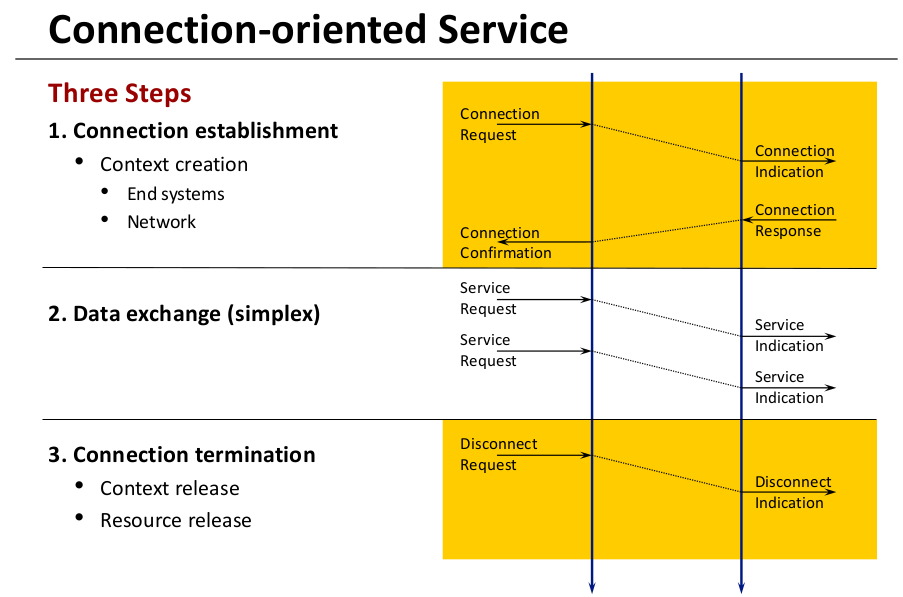 Connection-oriented Service
Three Steps
1. Connection establishment
• Context creation
• End systems
• Network
Connection
Request
Connection
Indication
Connection
Response
Connection
Confirmation
2. Data exchange (simplex)
Service
Request
Service
Indication
Service
Request
Service
Indication
3. Connection termination
• Context release
• Resource release
Disconnect
Request
Disconnect
Indication